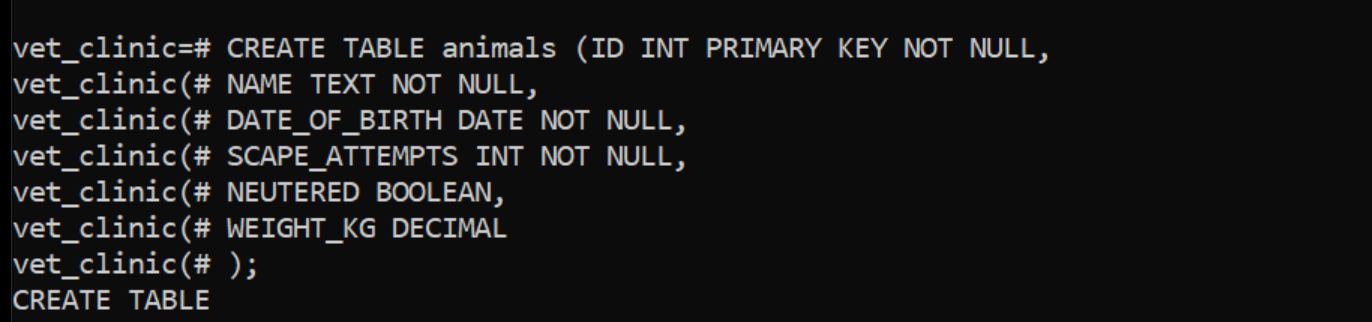 vet_clinic=# CREATE TABLE animals (ID INT PRIMARY KEY NOT NULL,
vet_clinic(# NAME TEXT NOT NULL,
vet_clinic(# DATE_OF_BIRTH DATE NOT NULL,
vet_clinic(# SCAPE_ATTEMPTS INT NOT NULL,
vet_clinic(# NEUTERED BOOLEAN,
vet_clinic(# WEIGHT_KG DECIMAL
vet_clinic(# );
CREATE TABLE